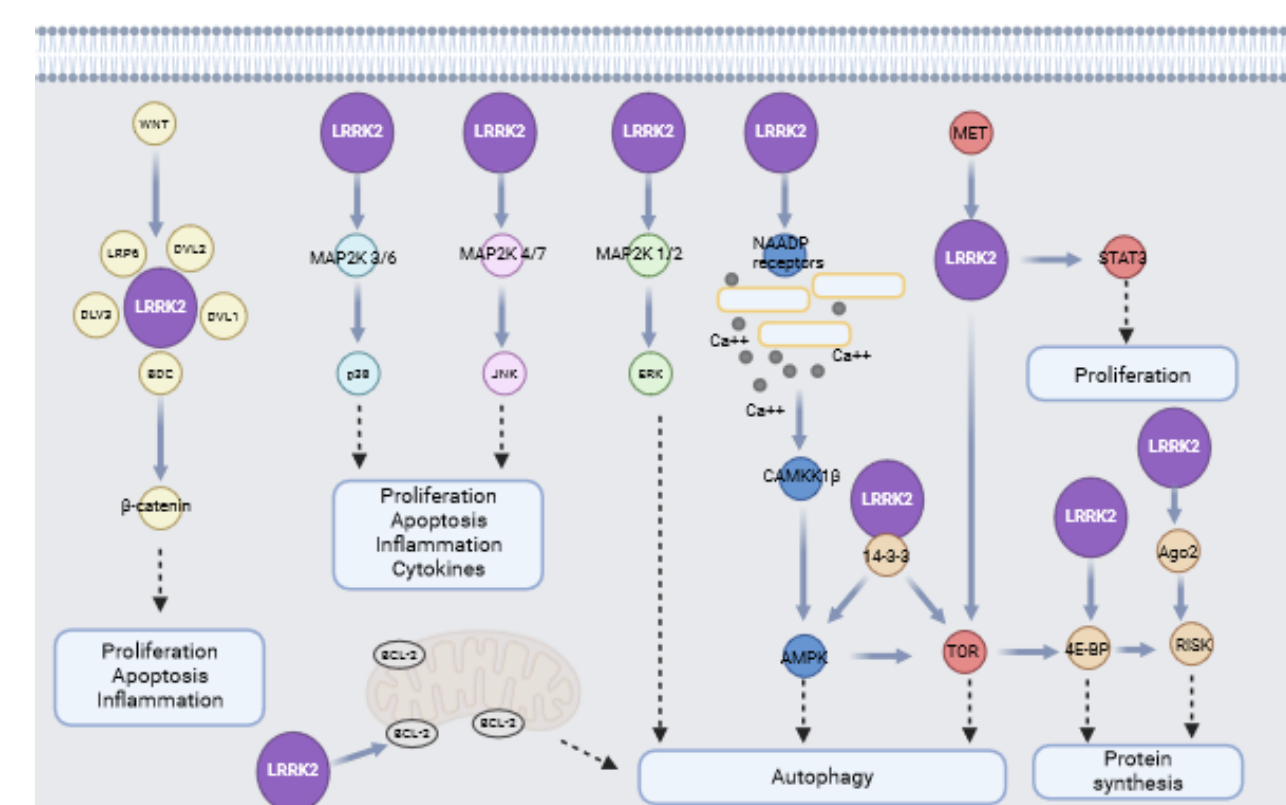 WNT
LRRK2
LRRK2
LRRK2
LRRK2
MET
LRP6
DVL2
LRRK2
DLV3
DVL1
BDC
β-catenin
Proliferation
Apoptosis
Inflammation
MAP2K 3/6
p38
MAP2K 4/7
JNK
Proliferation
Apoptosis
Inflammation
Cytokines
MAP2K 1/2
ERK
NAADP
receptors
Ca++
Ca++
Ca++
CAMKK1β
LRRK2
14-3-3
AMPK
TOR
LRRK2
STAT3
Proliferation
LRRK2
Ago2
LRRK2
4E-BP
RISK
BCL-2
BCL-2
BCL-2
LRRK2
Autophagy
Protein
synthesis